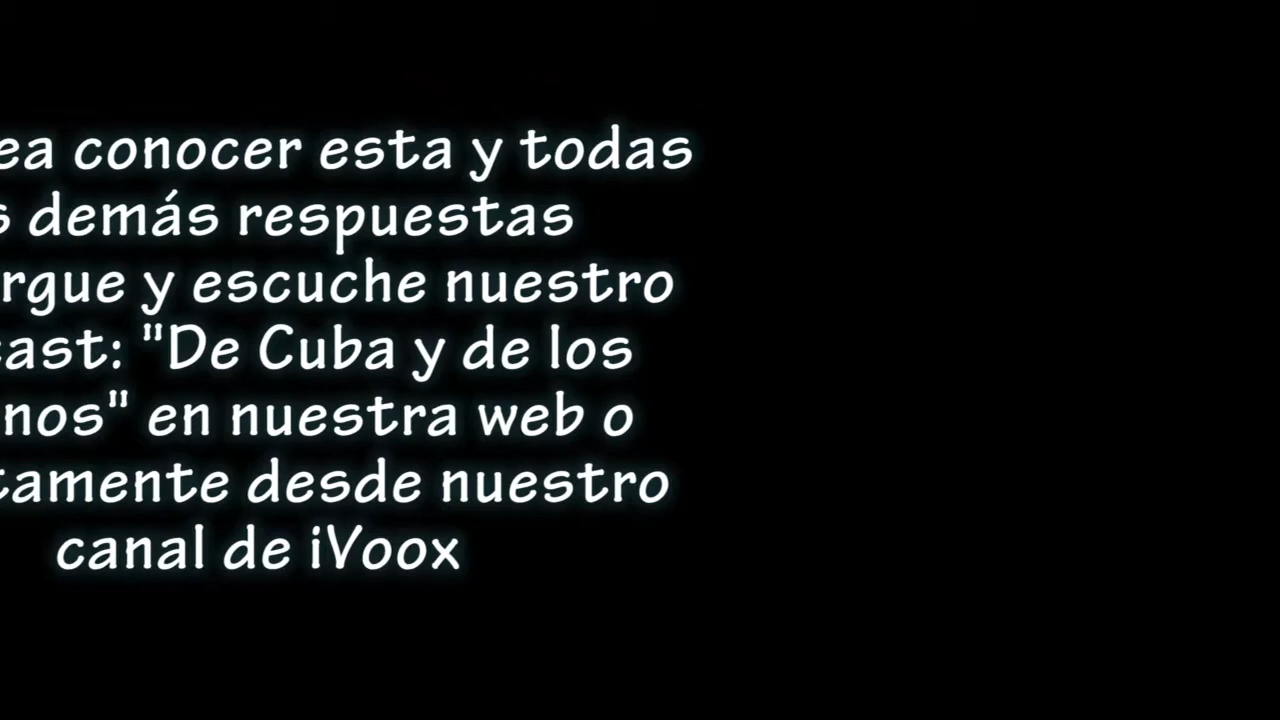 ea conocer esta y todas
s demás respuestas
rgue y escuche nuestro
cast: "De Cuba y de los
nos" en nuestra web o
tamente desde nuestro
canal de iVoox